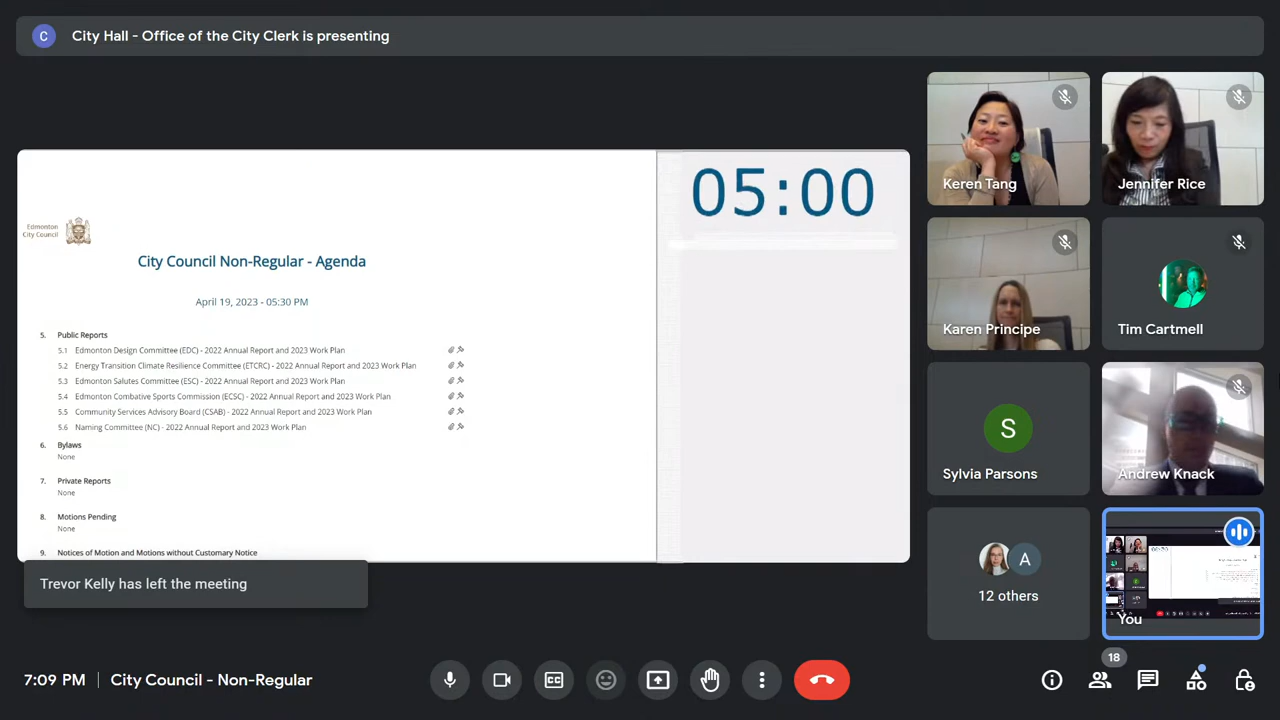 C
City Hall - Office of the City Clerk is presenting
Edmonton
City Council
City Council Non-Regular - Agenda
April 19, 2023 - 05:30 PM
5. Public Reports
5.1 Edmonton Design Committee (EDC) - 2022 Annual Report and 2023 Work Plan
5.2 Energy Transition Climate Resilience Committee (ETCRC) - 2022 Annual Report and 2023 Work Plan
5.3 Edmonton Salutes Committee (ESC) - 2022 Annual Report and 2023 Work Plan
5.4 Edmonton Combative Sports Commission (ECSC) - 2022 Annual Report and 2023 Work Plan
5.5 Community Services Advisory Board (CSAB) - 2022 Annual Report and 2023 Work Plan
5.6 Naming Committee (NC) - 2022 Annual Report and 2023 Work Plan
6. Bylaws
None
7. Private Reports
None
8. Motions Pending
None
9. Notices of Motion and Motions without Customary Notice
05:00
Trevor Kelly has left the meeting
Keren Tang
Jennifer Rice
Karen Principe
Tim Cartmell
S
Sylvia Parsons
Andrew Knack
A
12 others
You
7:09 PM | City Council - Non-Regular
CC
18